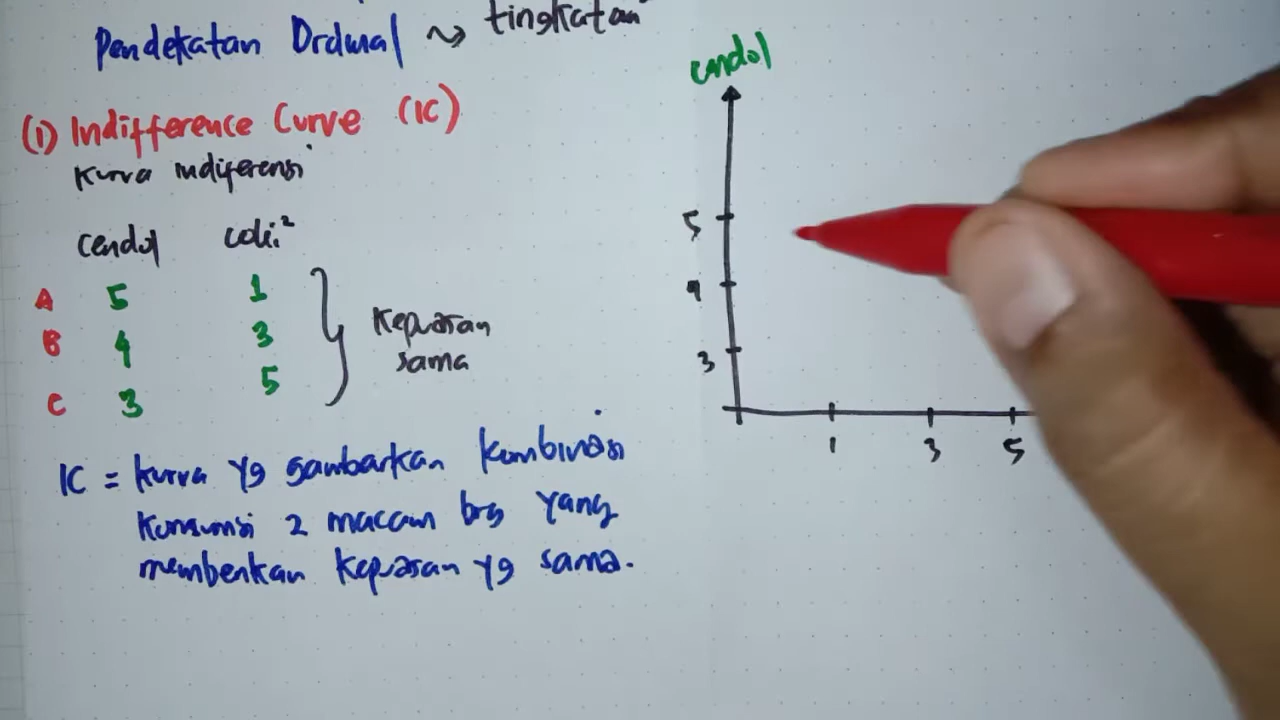 Pendekatan Ordinal ~> tingkatan
(1) Indifference Curve (IC)
Kurva indiferensi
cendol coki²
A 5 1
B 4 3
C 3 5
Kepuasan
sama
IC = kurva yg gambarkan kombinasi
konsumsi 2 macam brg yang
memberikan kepuasan yg sama.
cendol
5
4
3
1 3 5